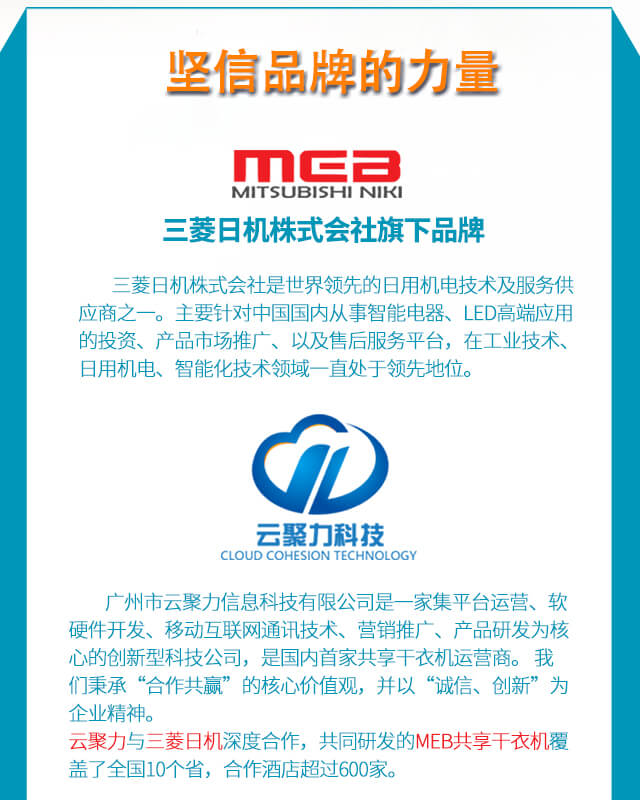 坚信品牌的力量
MEB
MITSUBISHI NIKI
三菱日机株式会社旗下品牌
三菱日机株式会社是世界领先的日用机电技术及服务供
应商之一。主要针对中国国内从事智能电器、LED高端应用
的投资、产品市场推广、以及售后服务平台，在工业技术、
日用机电、智能化技术领域一直处于领先地位。
云聚力科技
CLOUD COHESION TECHNOLOGY
广州市云聚力信息科技有限公司是一家集平台运营、软
硬件开发、移动互联网通讯技术、营销推广、产品研发为核
心的创新型科技公司，是国内首家共享干衣机运营商。 我
们秉承“合作共赢”的核心价值观，并以“诚信、创新”为
企业精神。
云聚力与三菱日机深度合作，共同研发的MEB共享干衣机覆
盖了全国10个省，合作酒店超过600家。